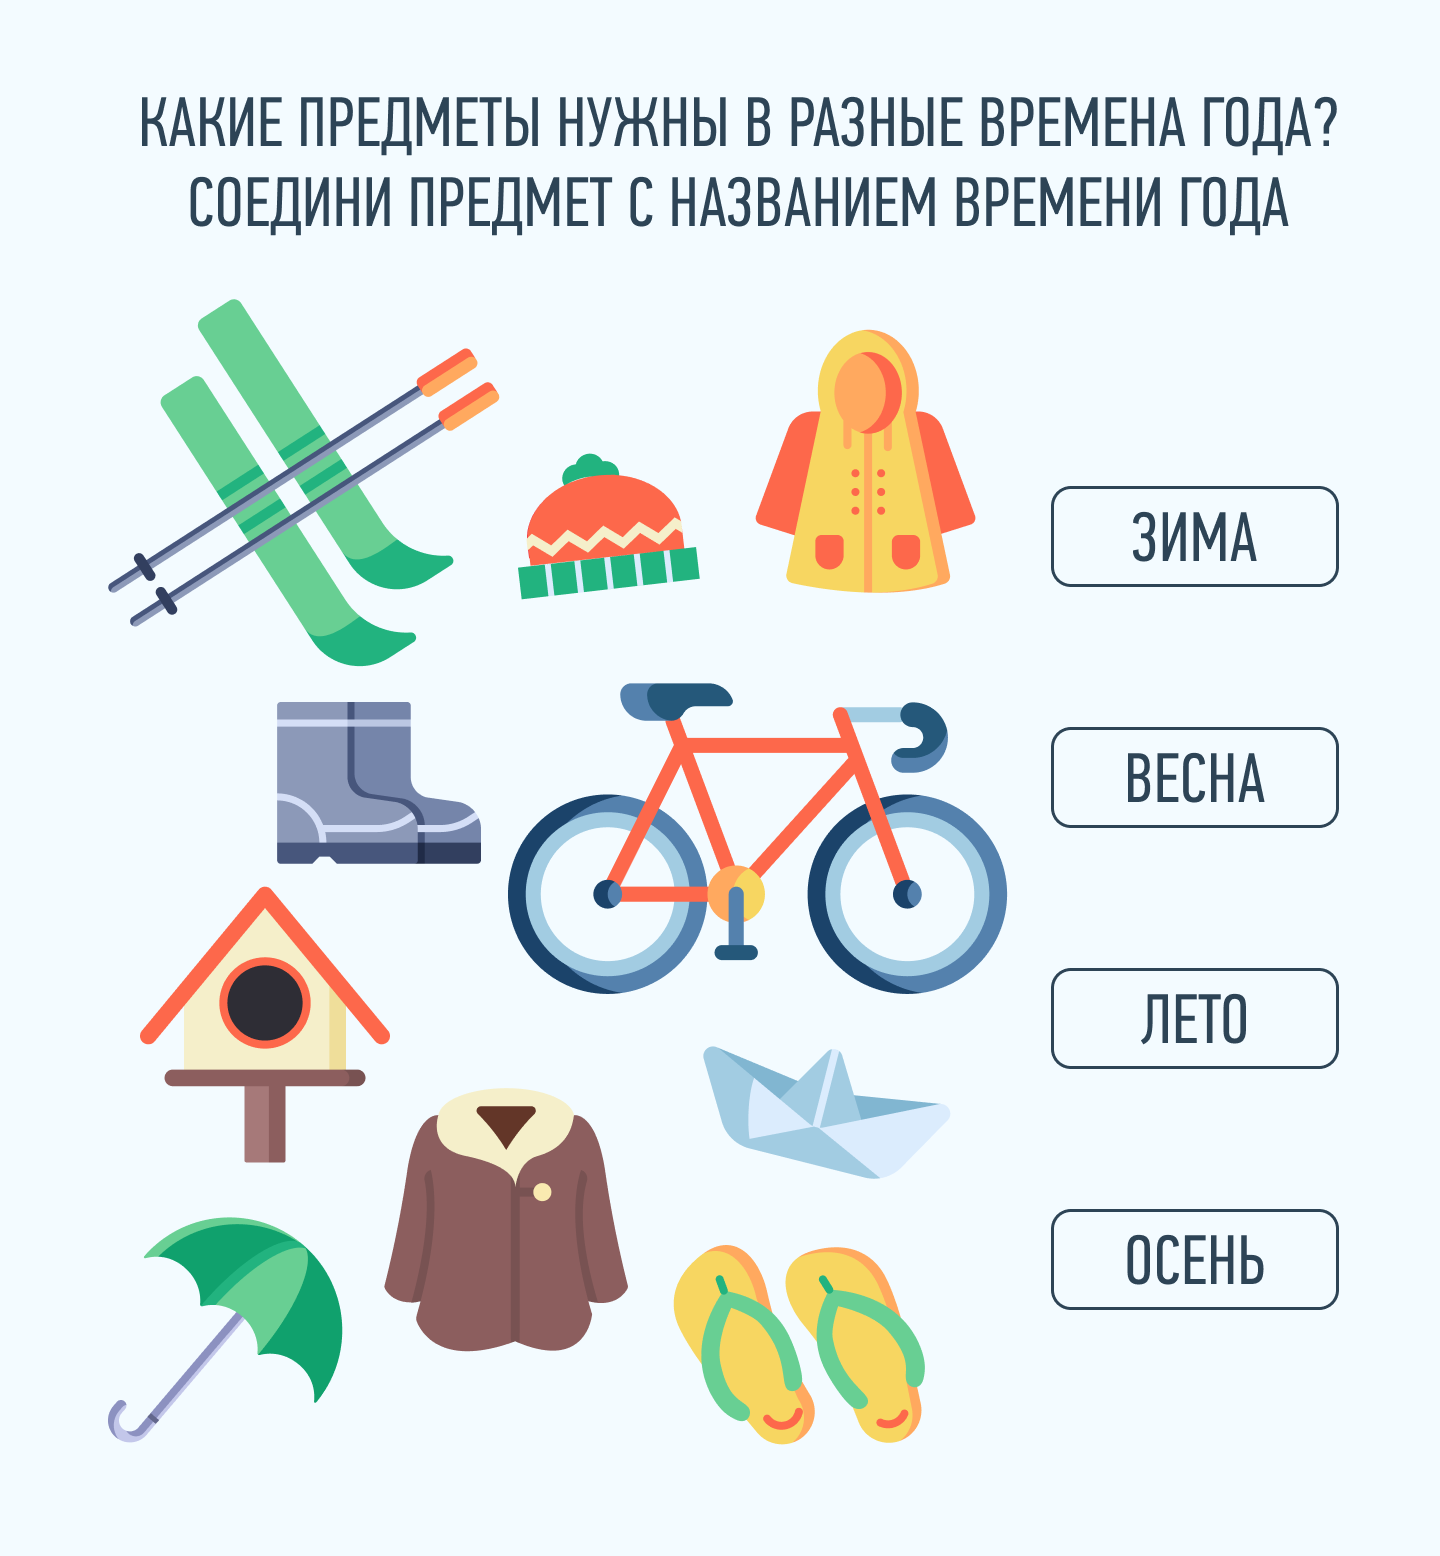 КАКИЕ ПРЕДМЕТЫ НУЖНЫ В РАЗНЫЕ ВРЕМЕНА ГОДА?
СОЕДИНИ ПРЕДМЕТ С НАЗВАНИЕМ ВРЕМЕНИ ГОДА
ЗИМА
ВЕСНА
ЛЕТО
ОСЕНЬ